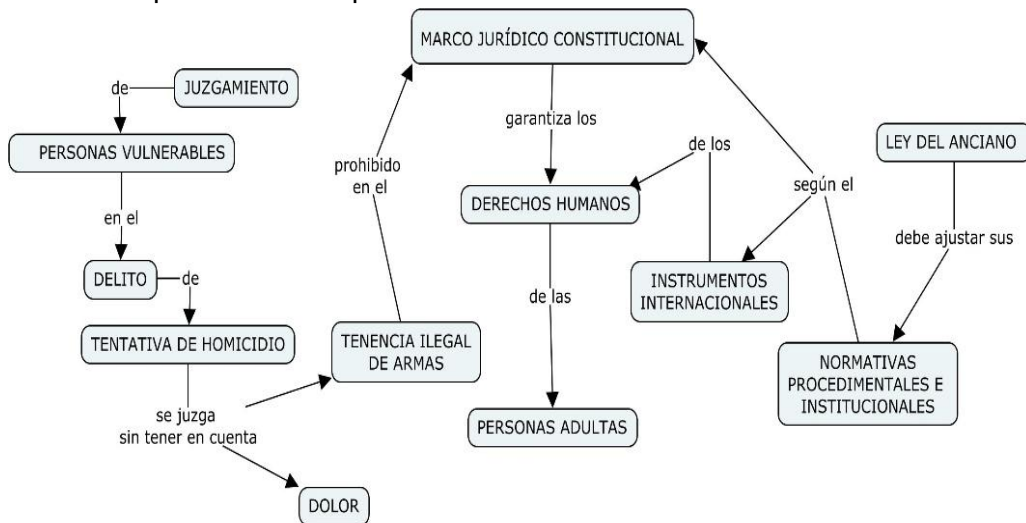 MARCO JURÍDICO CONSTITUCIONAL
de
JUZGAMIENTO
garantiza los
PERSONAS VULNERABLES
prohibido
en el
de los
LEY DEL ANCIANO
según el
en el
DERECHOS HUMANOS
debe ajustar sus
DELITO
de
INSTRUMENTOS
INTERNACIONALES
de las
TENTATIVA DE HOMICIDIO
TENENCIA ILEGAL
DE ARMAS
NORMATIVAS
PROCEDIMENTALES E
INSTITUCIONALES
se juzga
sin tener en cuenta
PERSONAS ADULTAS
DOLOR